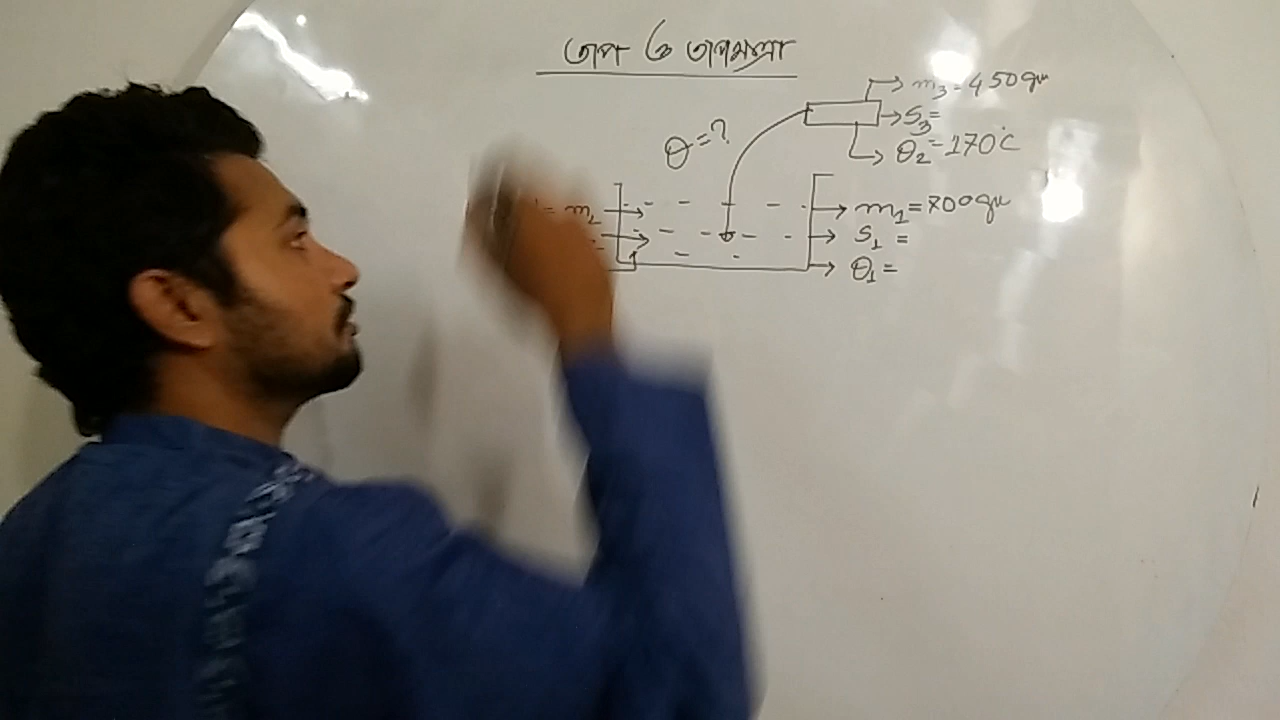 তাপ ও তাপমাত্রা
m₃ = 450gm
S₃ =
θ = ?
θ₂ = 170°C
m₂
m₁ = 700gm
S₁ =
θ₁ =